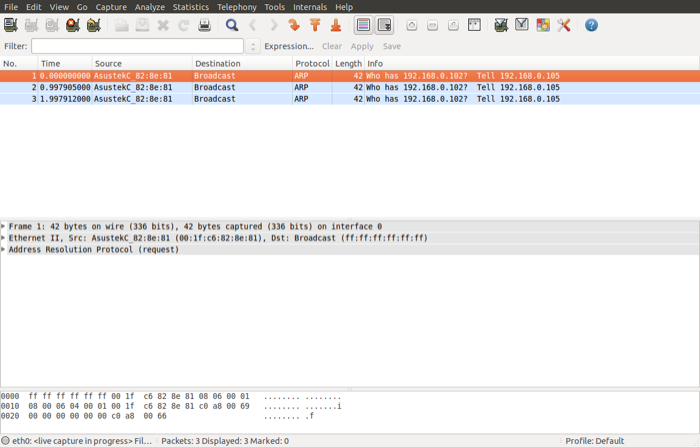 File Edit View Go Capture Analyze Statistics Telephony Tools Internals Help
Filter: Expression... Clear Apply Save
No. Time Source Destination Protocol Length Info
1 0.000000000 AsustekC_82:8e:81 Broadcast ARP 42 Who has 192.168.0.102? Tell 192.168.0.105
2 0.997905000 AsustekC_82:8e:81 Broadcast ARP 42 Who has 192.168.0.102? Tell 192.168.0.105
3 1.997912000 AsustekC_82:8e:81 Broadcast ARP 42 Who has 192.168.0.102? Tell 192.168.0.105
Frame 1: 42 bytes on wire (336 bits), 42 bytes captured (336 bits) on interface 0
Ethernet II, Src: AsustekC_82:8e:81 (00:1f:c6:82:8e:81), Dst: Broadcast (ff:ff:ff:ff:ff:ff)
Address Resolution Protocol (request)
0000 ff ff ff ff ff ff 00 1f c6 82 8e 81 08 06 00 01 ........ ........
0010 08 00 06 04 00 01 00 1f c6 82 8e 81 c0 a8 00 69 ........ .......i
0020 00 00 00 00 00 00 c0 a8 00 66 ........ .f
eth0: <live capture in progress> Fil... Packets: 3 Displayed: 3 Marked: 0 Profile: Default